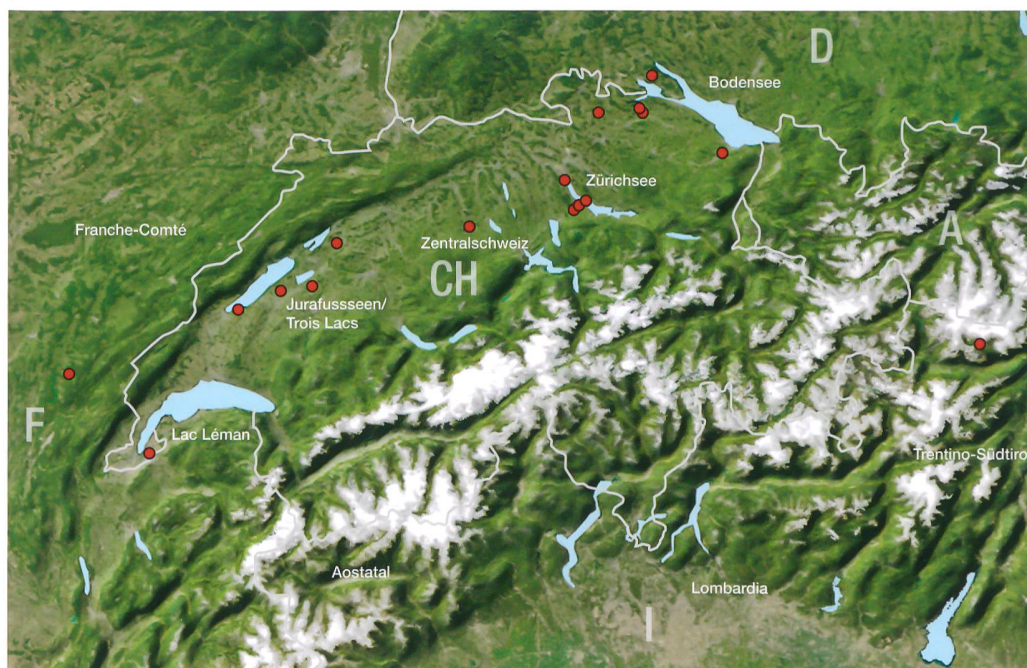 D
Bodensee
Zürichsee
Franche-Comté
A
Zentralschweiz
CH
Jurafussseen/
Trois Lacs
F
Lac Léman
Trentino-Südtiro
Aostatal
Lombardia
I